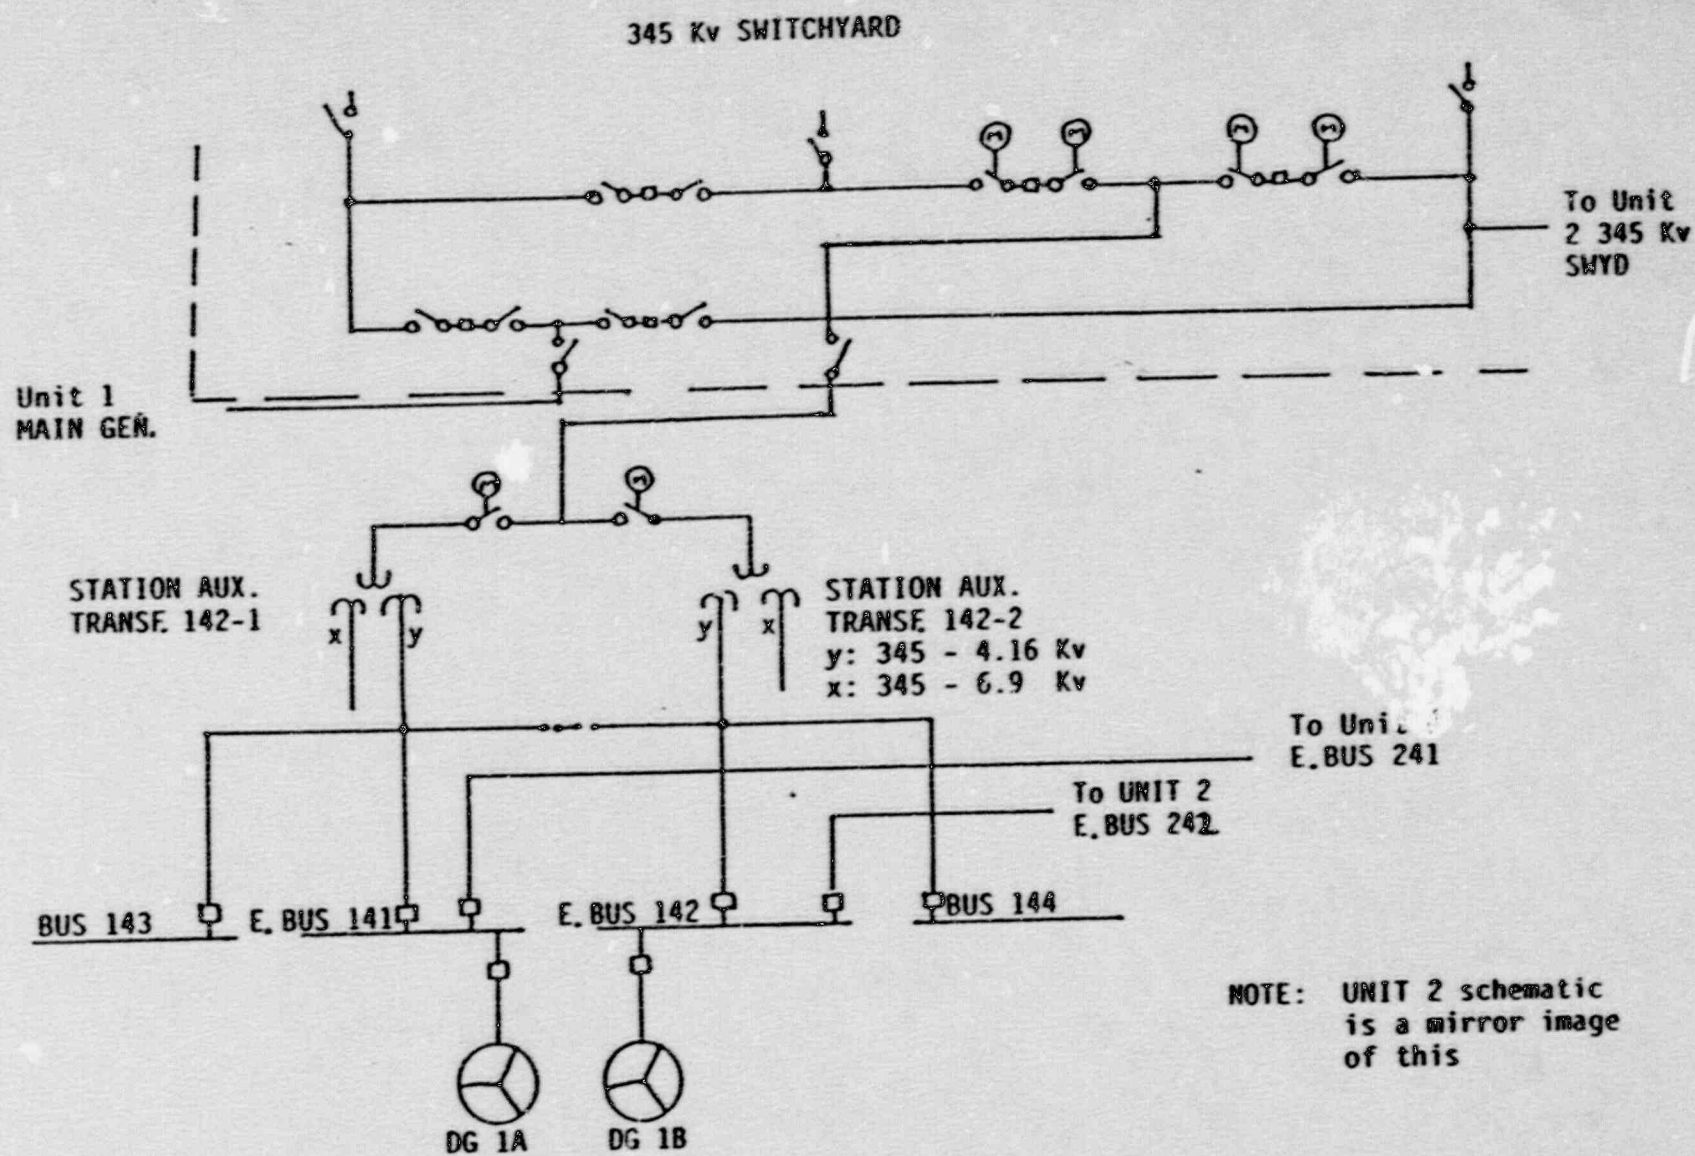 345 Kv SWITCHYARD
To Unit
2 345 Kv
SWYD
Unit 1
MAIN GEN.
STATION AUX.
TRANSF. 142-1
x
y
y
x
STATION AUX.
TRANSF. 142-2
y: 345 - 4.16 Kv
x: 345 - 6.9 Kv
To
E.BUS 241
To UNIT 2
E.BUS 242
BUS 143
E. BUS 141
E. BUS 142
BUS 144
NOTE: UNIT 2 schematic
is a mirror image
of this
DG 1A
DG 1B